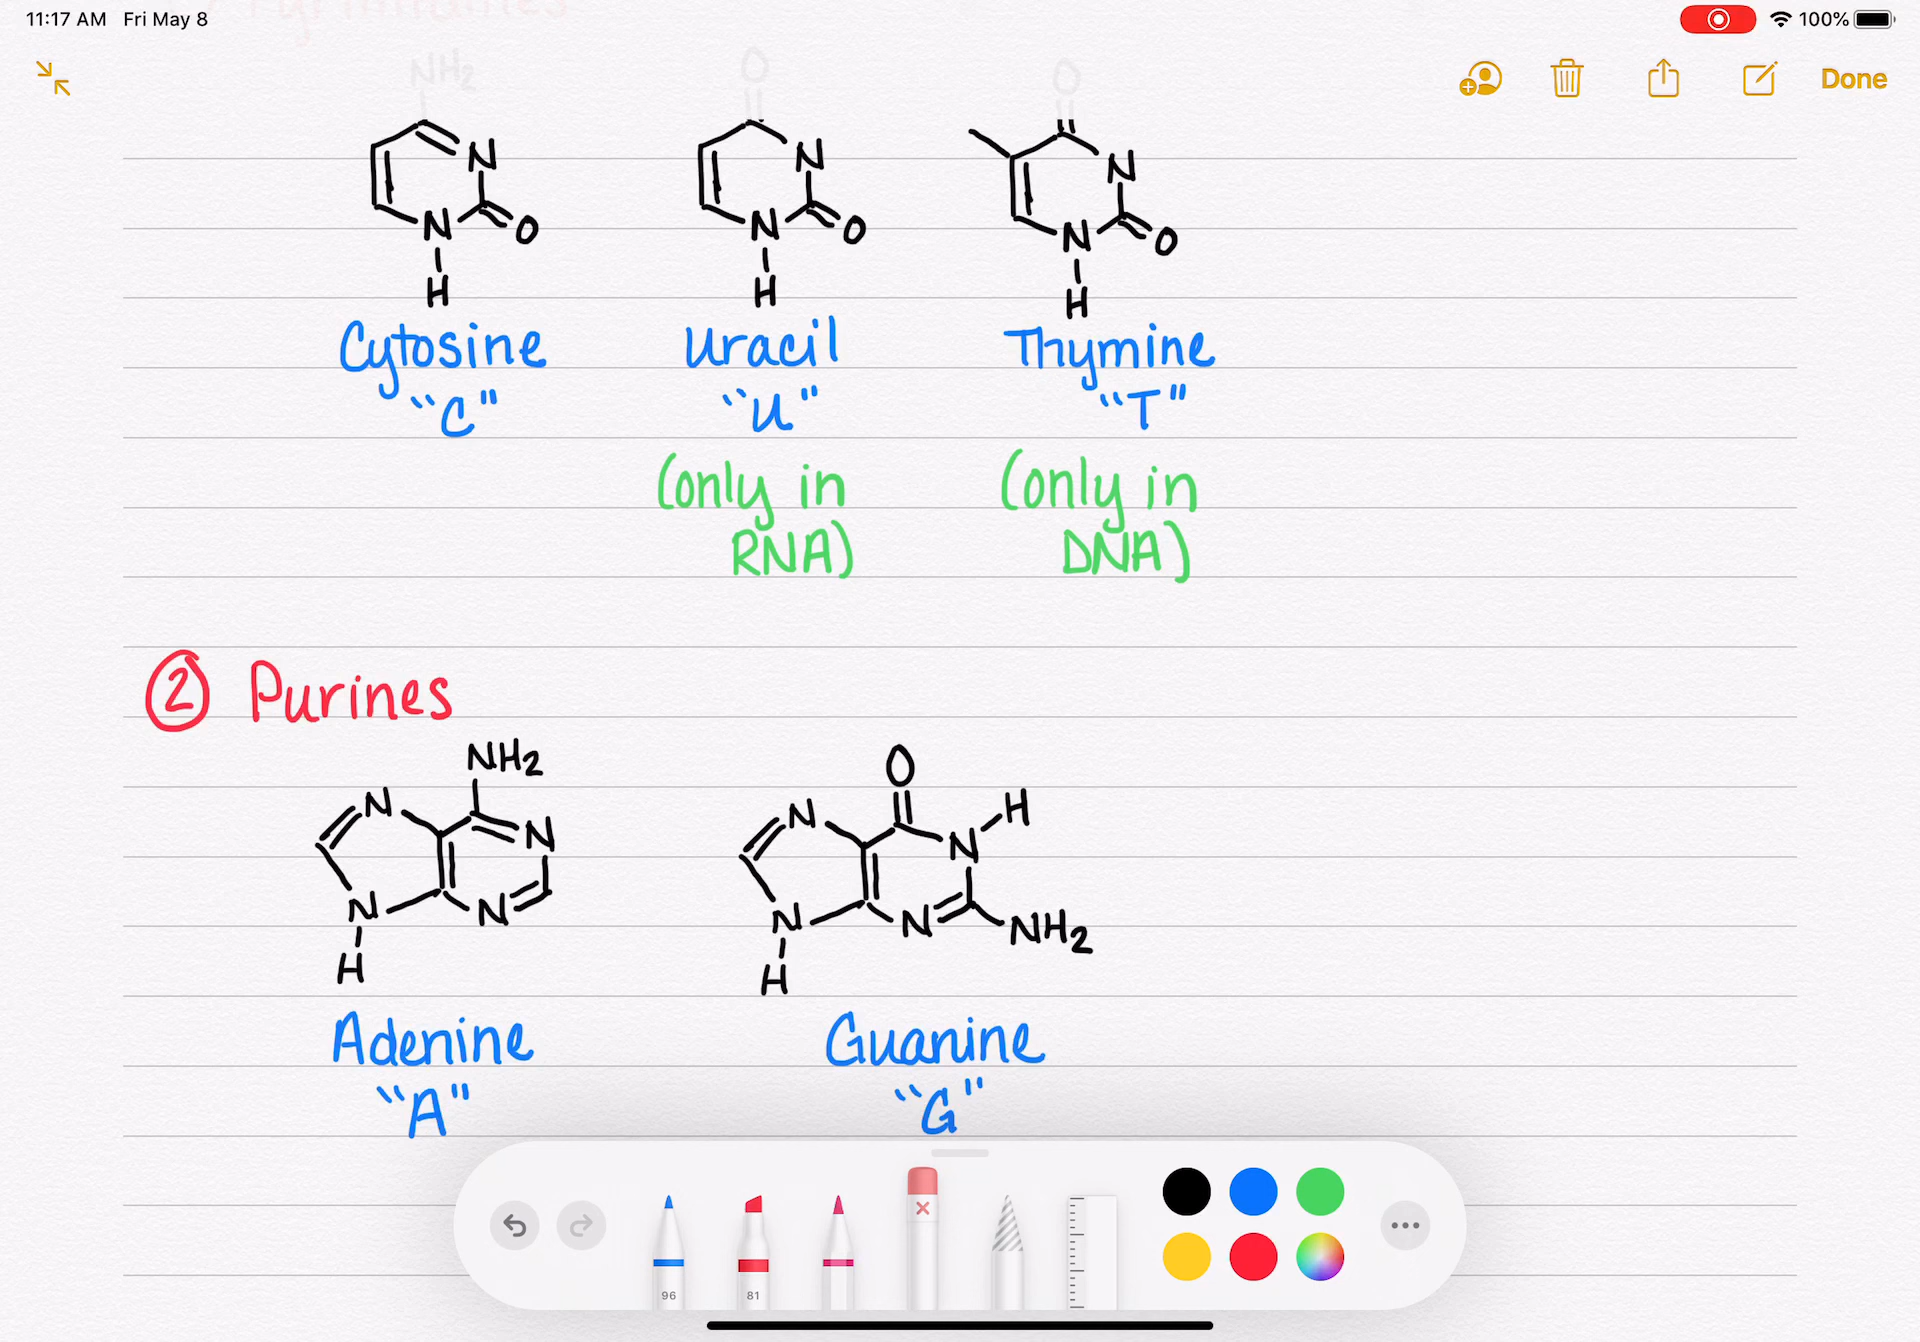 11:17 AM Fri May 8
100%
NH2 O O
Done
N N N
N O N O N O
H H H
Cytosine Uracil Thymine
"C" "U" "T"
(only in RNA) (only in DNA)
2 Purines
NH2 O
N N N N H
N N N N NH2
H H
Adenine Guanine
"A" "G"
96 81